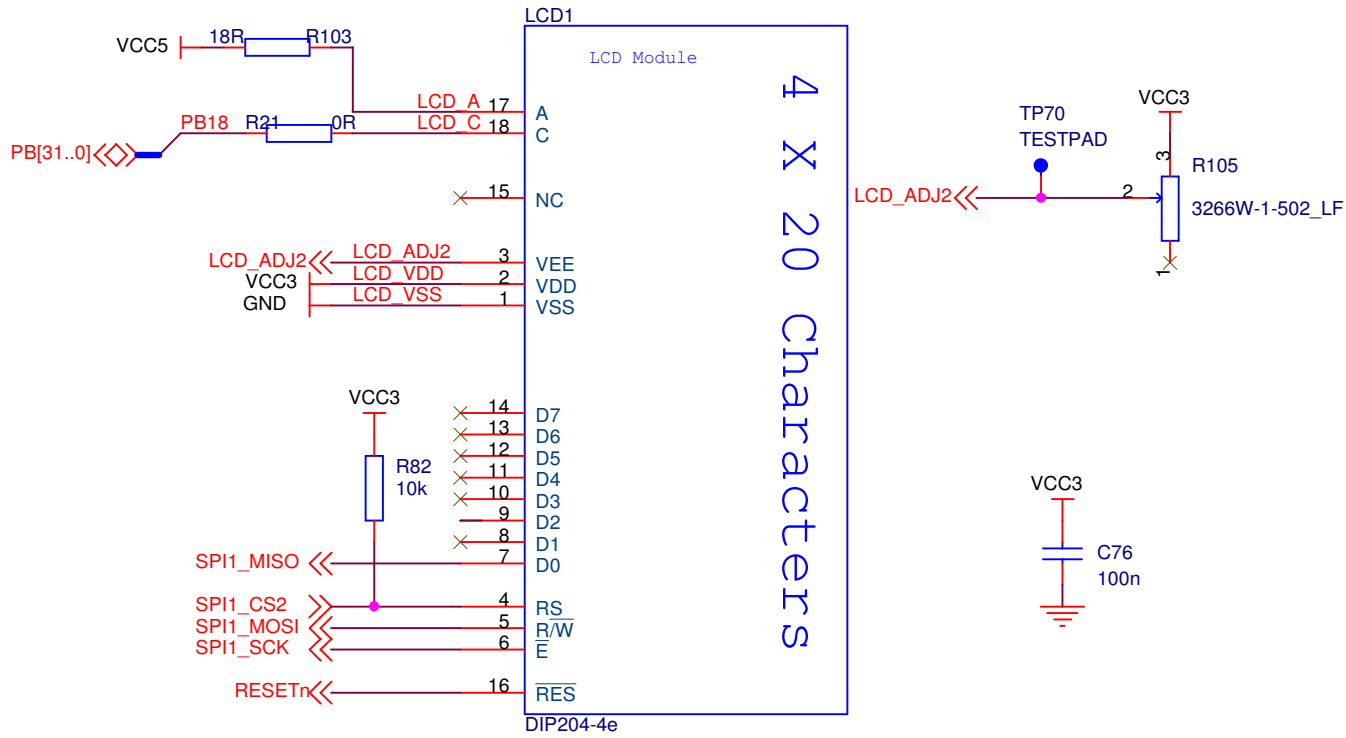 LCD1
LCD Module
4 X 20 Characters
VCC5
18R
R103
LCD_A
17
A
PB18
R21
0R
LCD_C
18
C
PB[31..0]
15
NC
LCD_ADJ2
LCD_ADJ2
3
VEE
VCC3
LCD_VDD
2
VDD
GND
LCD_VSS
1
VSS
VCC3
R82
10k
14
D7
13
D6
12
D5
11
D4
10
D3
9
D2
8
D1
SPI1_MISO
7
D0
SPI1_CS2
4
RS
SPI1_MOSI
5
R/W
SPI1_SCK
6
E
RESETn
16
RES
DIP204-4e
TP70
TESTPAD
VCC3
3
R105
LCD_ADJ2
2
3266W-1-502_LF
1
VCC3
C76
100n